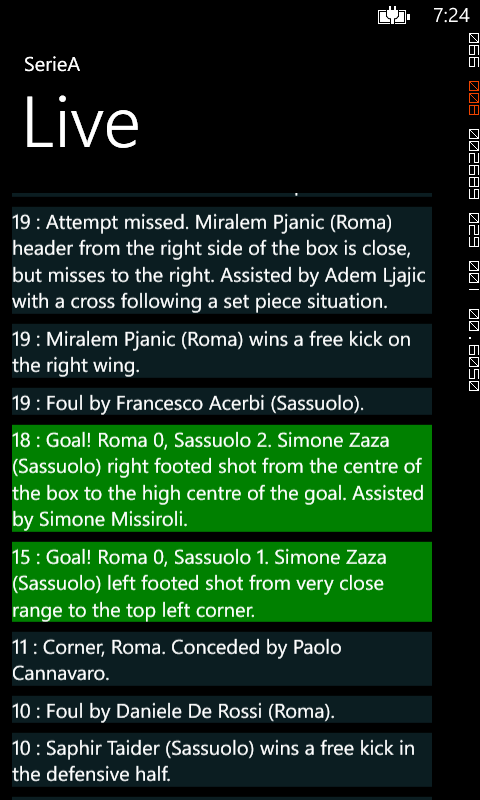 7:24
SerieA
Live
19 : Attempt missed. Miralem Pjanic (Roma)
header from the right side of the box is close,
but misses to the right. Assisted by Adem Ljajic
with a cross following a set piece situation.
19 : Miralem Pjanic (Roma) wins a free kick on
the right wing.
19 : Foul by Francesco Acerbi (Sassuolo).
18 : Goal! Roma 0, Sassuolo 2. Simone Zaza
(Sassuolo) right footed shot from the centre of
the box to the high centre of the goal. Assisted
by Simone Missiroli.
15 : Goal! Roma 0, Sassuolo 1. Simone Zaza
(Sassuolo) left footed shot from very close
range to the top left corner.
11 : Corner, Roma. Conceded by Paolo
Cannavaro.
10 : Foul by Daniele De Rossi (Roma).
10 : Saphir Taider (Sassuolo) wins a free kick in
the defensive half.